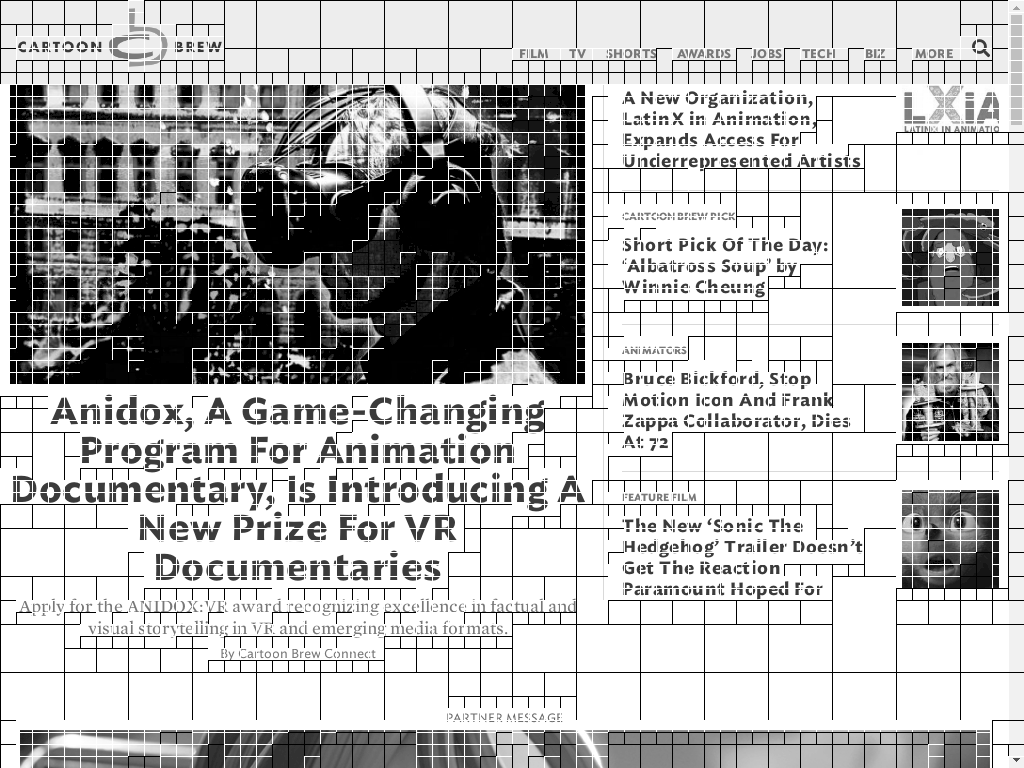 CARTOON BREW
FILM TV SHORTS AWARDS JOBS TECH BIZ MORE
Anidox, A Game-Changing
Program For Animation
Documentary, Is Introducing A
New Prize For VR
Documentaries
Apply for the ANIDOX:VR award recognizing excellence in factual and
visual storytelling in VR and emerging media formats.
By Cartoon Brew Connect
A New Organization,
LatinX in Animation,
Expands Access For
Underrepresented Artists
LXiA
LATINX IN ANIMATIO
CARTOON BREW PICK
Short Pick Of The Day:
‘Albatross Soup’ by
Winnie Cheung
ANIMATORS
Bruce Bickford, Stop
Motion Icon And Frank
Zappa Collaborator, Dies
At 72
FEATURE FILM
The New ‘Sonic The
Hedgehog’ Trailer Doesn’t
Get The Reaction
Paramount Hoped For
PARTNER MESSAGE